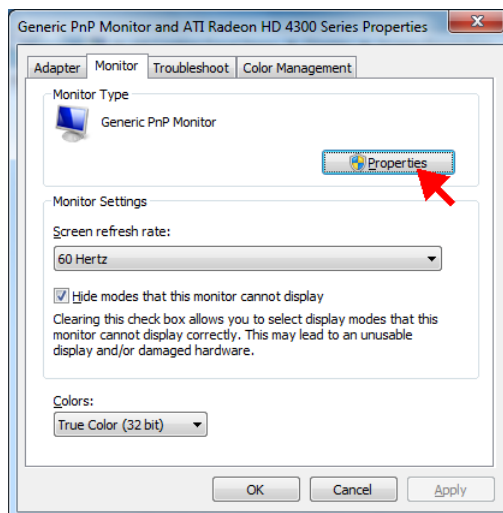 Generic PnP Monitor and ATI Radeon HD 4300 Series Properties
Adapter Monitor Troubleshoot Color Management
Monitor Type
Generic PnP Monitor
Properties
Monitor Settings
Screen refresh rate:
60 Hertz
Hide modes that this monitor cannot display
Clearing this check box allows you to select display modes that this
monitor cannot display correctly. This may lead to an unusable
display and/or damaged hardware.
Colors:
True Color (32 bit)
OK Cancel Apply